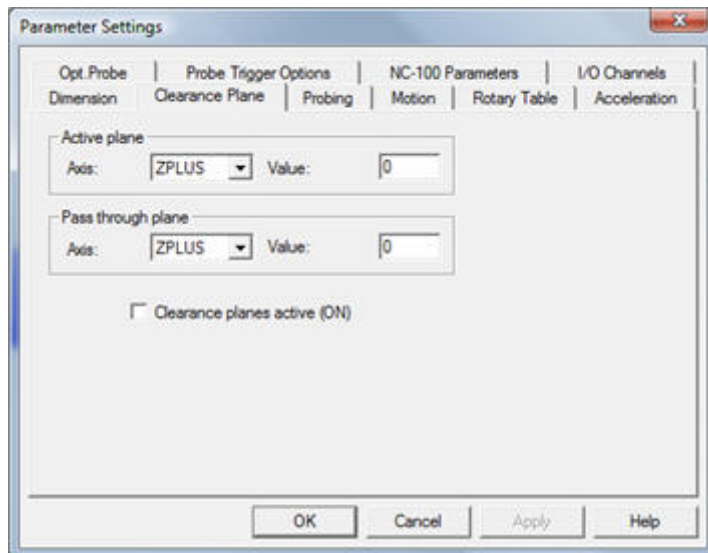 Parameter Settings
Opt.Probe Probe Trigger Options NC-100 Parameters I/O Channels
Dimension Clearance Plane Probing Motion Rotary Table Acceleration
Active plane
Axis: ZPLUS Value: 0
Pass through plane
Axis: ZPLUS Value: 0
Clearance planes active (ON)
OK Cancel Apply Help